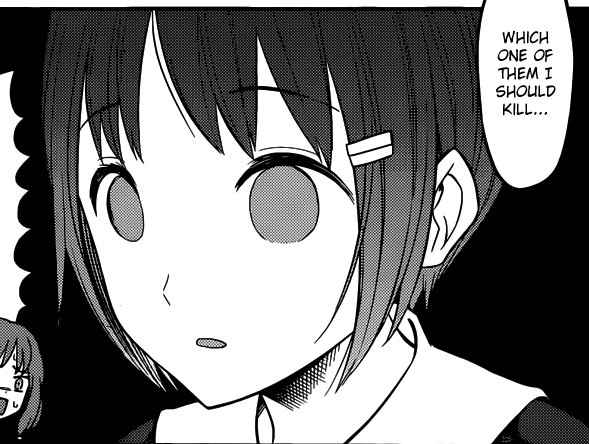 WHICH
ONE OF
THEM I
SHOULD
KILL...